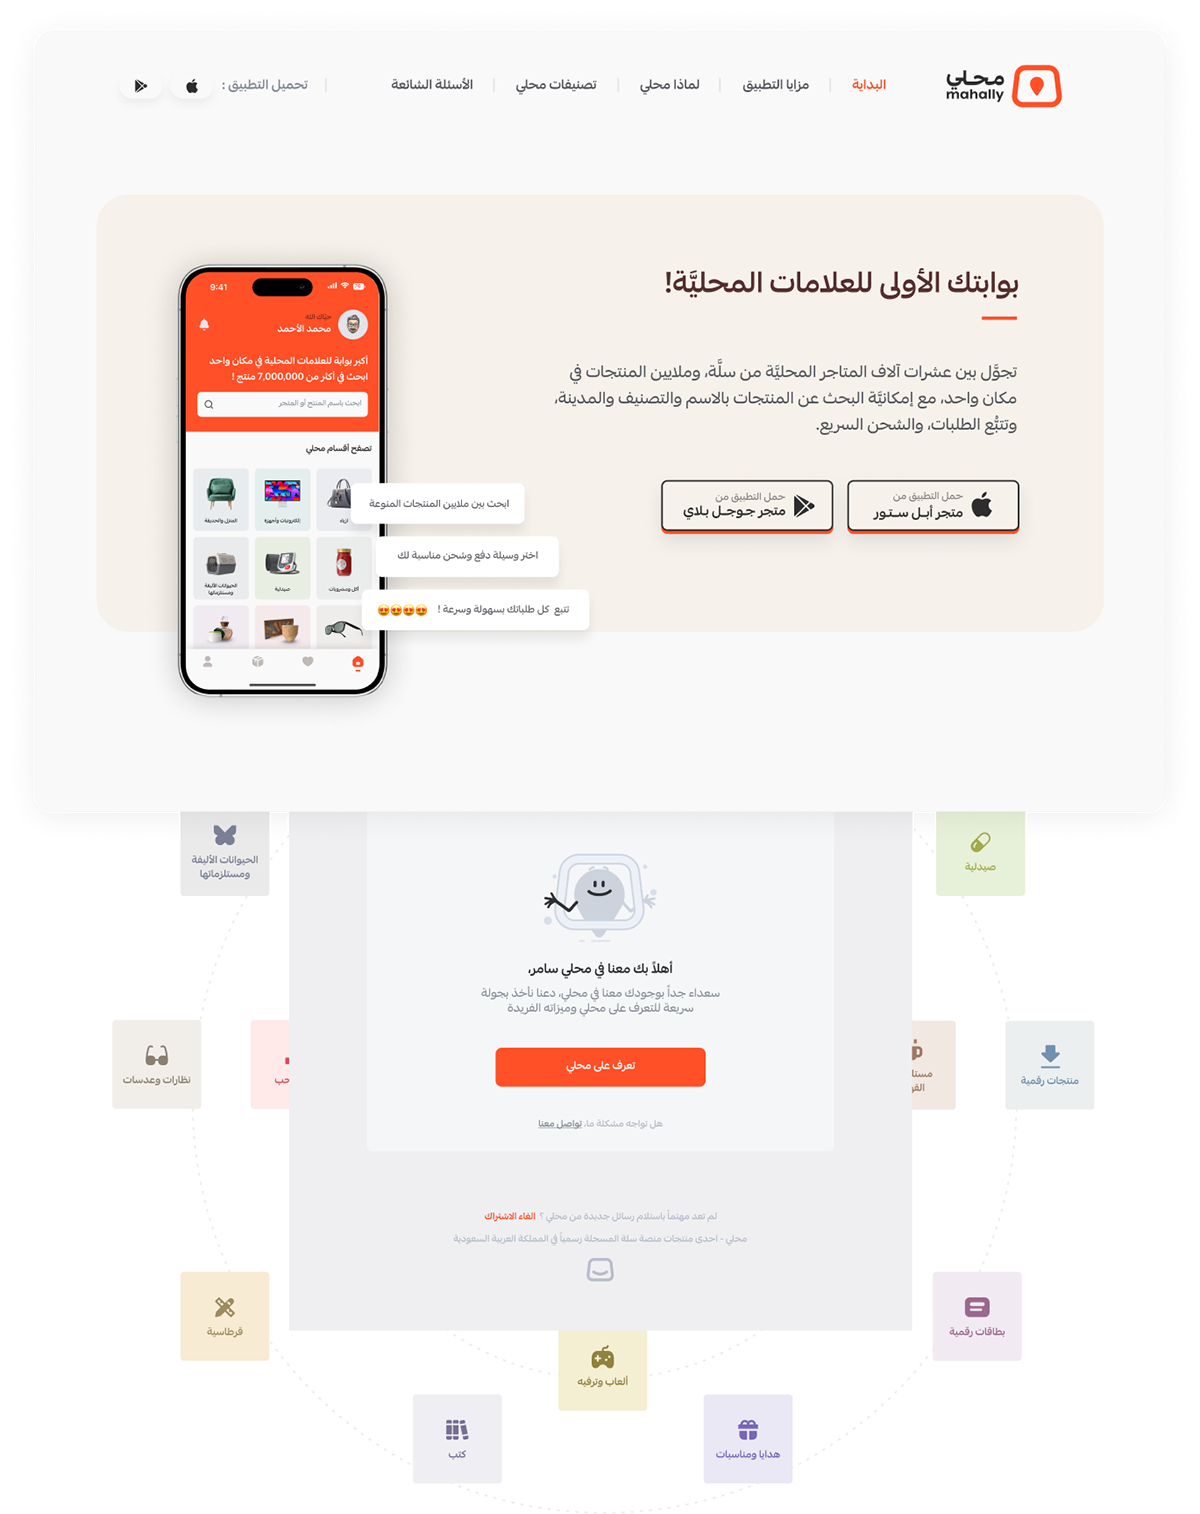 محلي
mahally
البداية
مزايا التطبيق
لماذا محلي
تصنيفات محلي
الأسئلة الشائعة
تحميل التطبيق :
بوابتك الأولى للعلامات المحليَّة!
تجوَّل بين عشرات آلاف المتاجر المحليَّة من سلَّة، وملايين المنتجات في
مكان واحد، مع إمكانيَّة البحث عن المنتجات بالاسم والتصنيف والمدينة،
وتتبُّع الطلبات، والشحن السريع.
حمل التطبيق من
متجر أبـل سـتـور
حمل التطبيق من
متجر جـوجـل بـلاي
9:41
78
حيّاك الله
محمد الأحمد
أكبر بوابة للعلامات المحلية في مكان واحد
ابحث في أكثر من 7,000,000 منتج !
ابحث باسم المنتج أو المتجر
تصفح أقسام محلي
أزياء
إلكترونيات وأجهزة
المنزل والحديقة
أكل ومشروبات
صيدلية
الحيوانات الأليفة
ومستلزماتها
ابحث بين ملايين المنتجات المنوعة
اختر وسيلة دفع وشحن مناسبة لك
تتبع كل طلباتك بسهولة وسرعة ! 😍😍😍😍
الحيوانات الأليفة
ومستلزماتها
صيدلية
أهلاً بك معنا في محلي سامر،
سعداء جداً بوجودك معنا في محلي، دعنا نأخذ بجولة
سريعة للتعرف على محلي وميزاته الفريدة
تعرف على محلي
هل تواجه مشكلة ما، تواصل معنا
منتجات رقمية
نظارات وعدسات
لم تعد مهتماً باستلام رسائل جديدة من محلي ؟ الغاء الاشتراك
محلي - احدى منتجات منصة سلة المسجلة رسمياً في المملكة العربية السعودية
بطاقات رقمية
قرطاسية
ألعاب وترفيه
هدايا ومناسبات
كتب